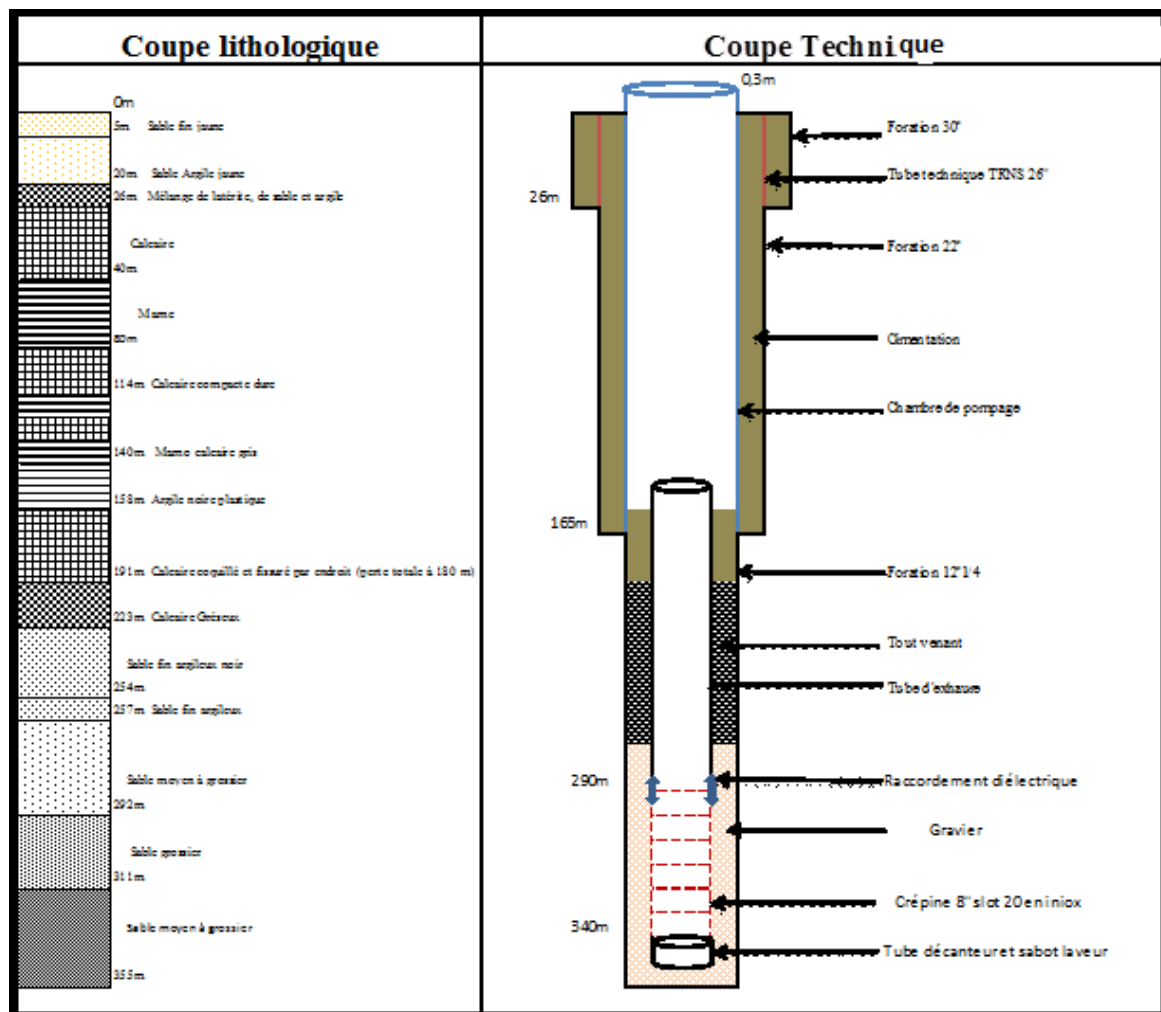 Coupe lithologique
0m
5m Sable fin jaune
20m Sable Argile jaune
26m Mélange de latérite, de sable et argile
Calcaire
40m
Marne
80m
114m Calcaire compacte dure
140m Marno calcaire gris
158m Argile noire plastique
191m Calcaire coquillé et fissuré par endroit (perte totale à 180 m)
223m Calcaire Gréseux
Sable fin argileux noir
254m
257m Sable fin argileux
Sable moyen à grossier
292m
Sable grossier
311m
Sable moyen à grossier
355m
Coupe Technique
0,3m
Foration 30"
Tube technique TRNS 26"
26m
Foration 22"
Cimentation
Chambre de pompage
165m
Foration 12"1/4
Tout venant
Tube d'exhaure
290m
Raccordement diélectrique
Gravier
Crépine 8" slot 20 en iniox
340m
Tube décanteur et sabot laveur